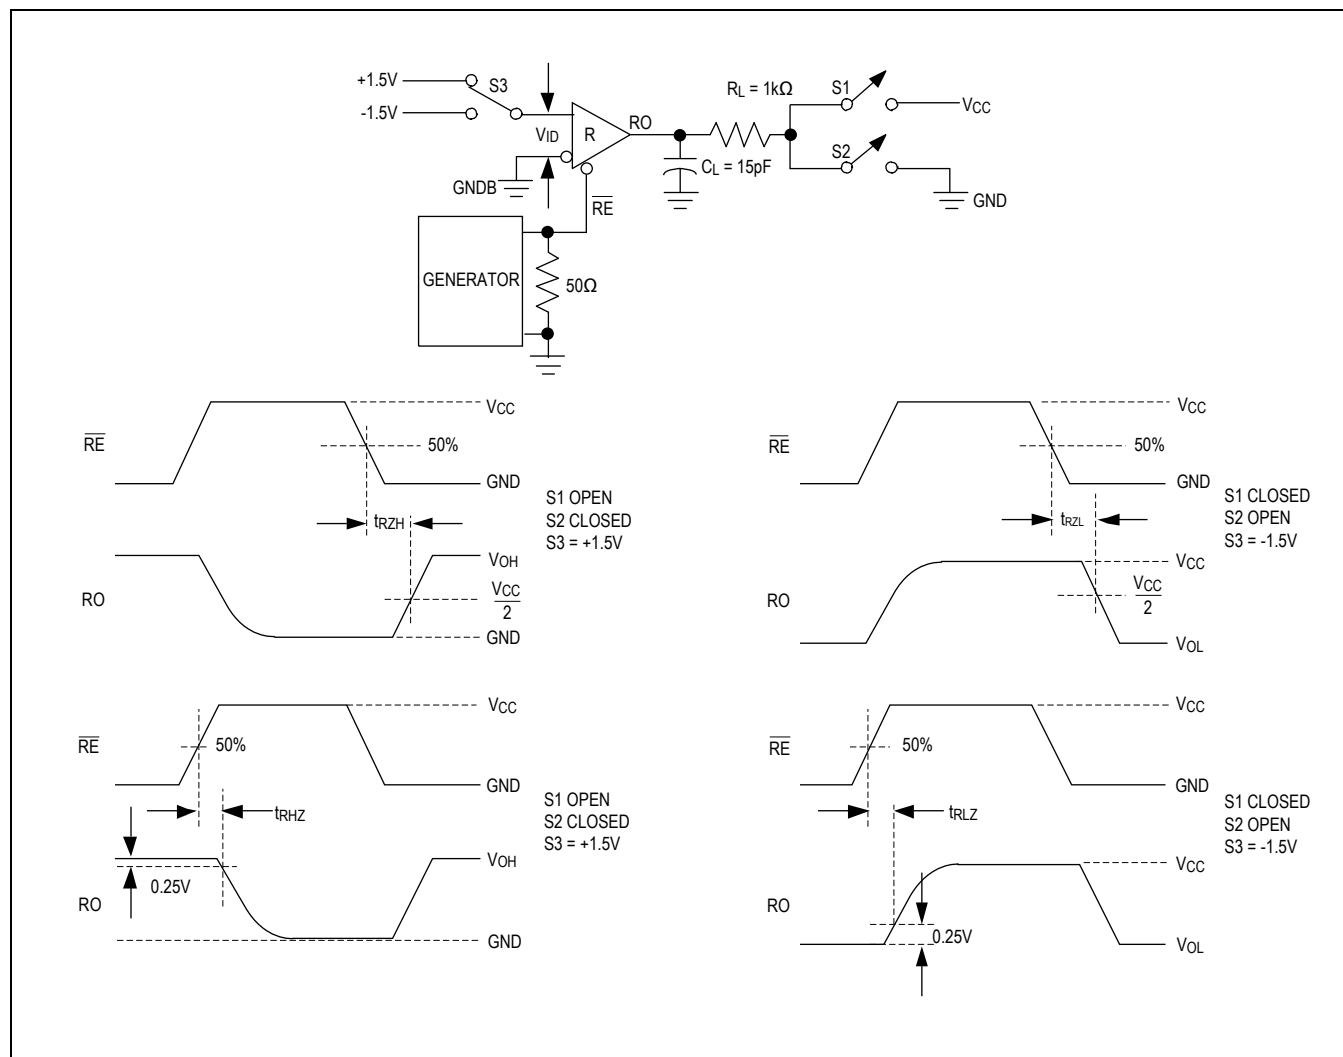 +1.5V
S3
-1.5V
VID
R
RO
GNDB
RE
RL = 1kΩ
CL = 15pF
S1
VCC
S2
GND
GENERATOR
50Ω
RE
VCC
50%
GND
tRZH
S1 OPEN
S2 CLOSED
S3 = +1.5V
RO
VOH
VCC
2
GND
RE
VCC
50%
GND
tRZL
S1 CLOSED
S2 OPEN
S3 = -1.5V
RO
VCC
VCC
2
VOL
RE
VCC
50%
GND
tRHZ
S1 OPEN
S2 CLOSED
S3 = +1.5V
RO
VOH
0.25V
GND
RE
VCC
50%
GND
tRLZ
S1 CLOSED
S2 OPEN
S3 = -1.5V
RO
VCC
0.25V
VOL